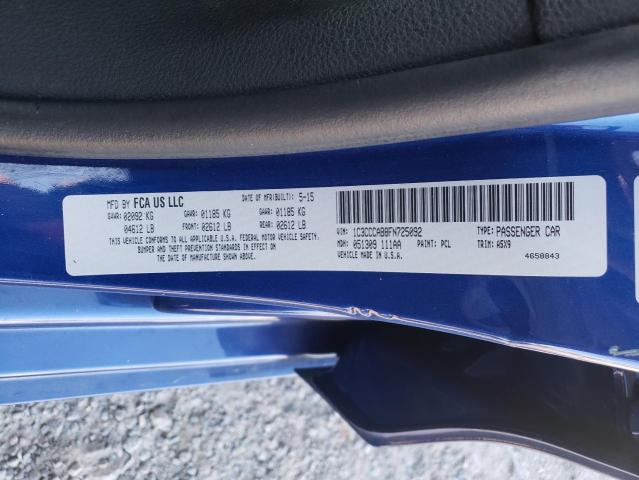 MFD BY FCA US LLC
DATE OF MFR(BUILT): 5-15
GVWR: 02092 KG GAWR: 01185 KG GAWR: 01185 KG
04612 LB FRONT: 02612 LB REAR: 02612 LB
THIS VEHICLE CONFORMS TO ALL APPLICABLE U.S.A. FEDERAL MOTOR VEHICLE SAFETY,
BUMPER AND THEFT PREVENTION STANDARDS IN EFFECT ON
THE DATE OF MANUFACTURE SHOWN ABOVE.
VIN: 1C3CCCAB8FN725092 TYPE: PASSENGER CAR
MDH: 051309 111AA PAINT: PCL TRIM: A5X9
VEHICLE MADE IN U.S.A. 4658843